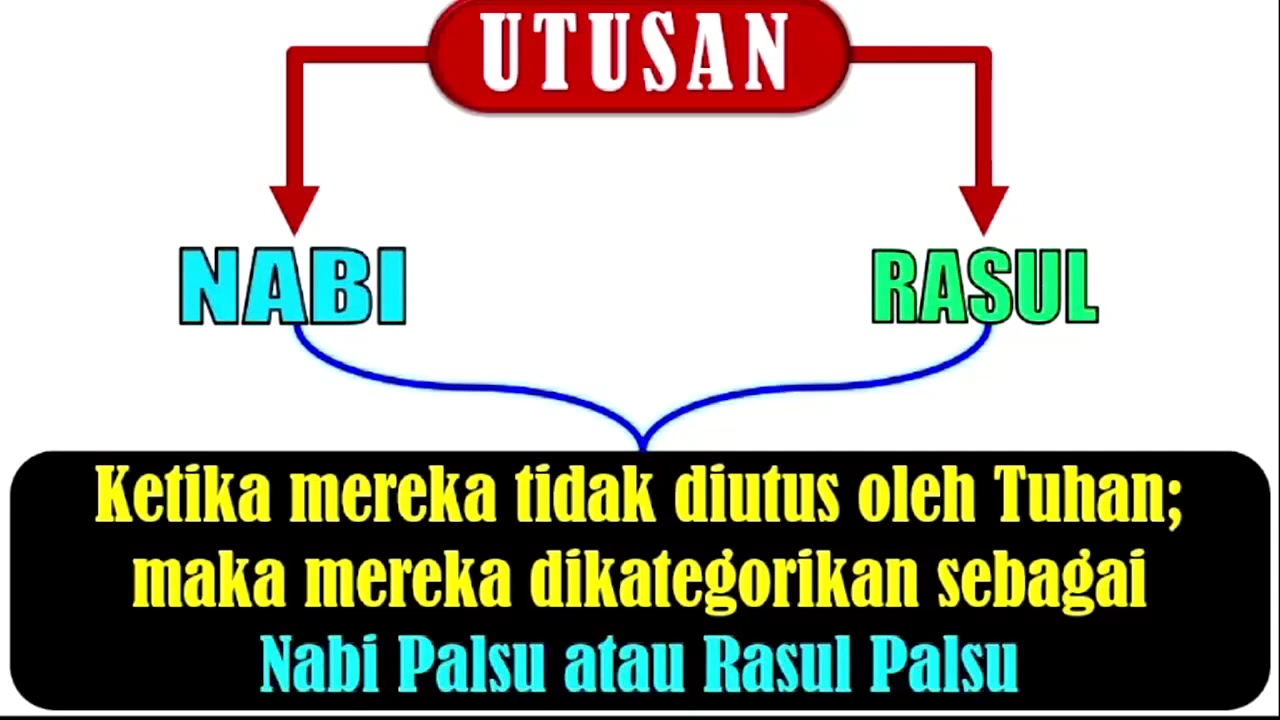 UTUSAN
NABI
RASUL
Ketika mereka tidak diutus oleh Tuhan;
maka mereka dikategorikan sebagai
Nabi Palsu atau Rasul Palsu